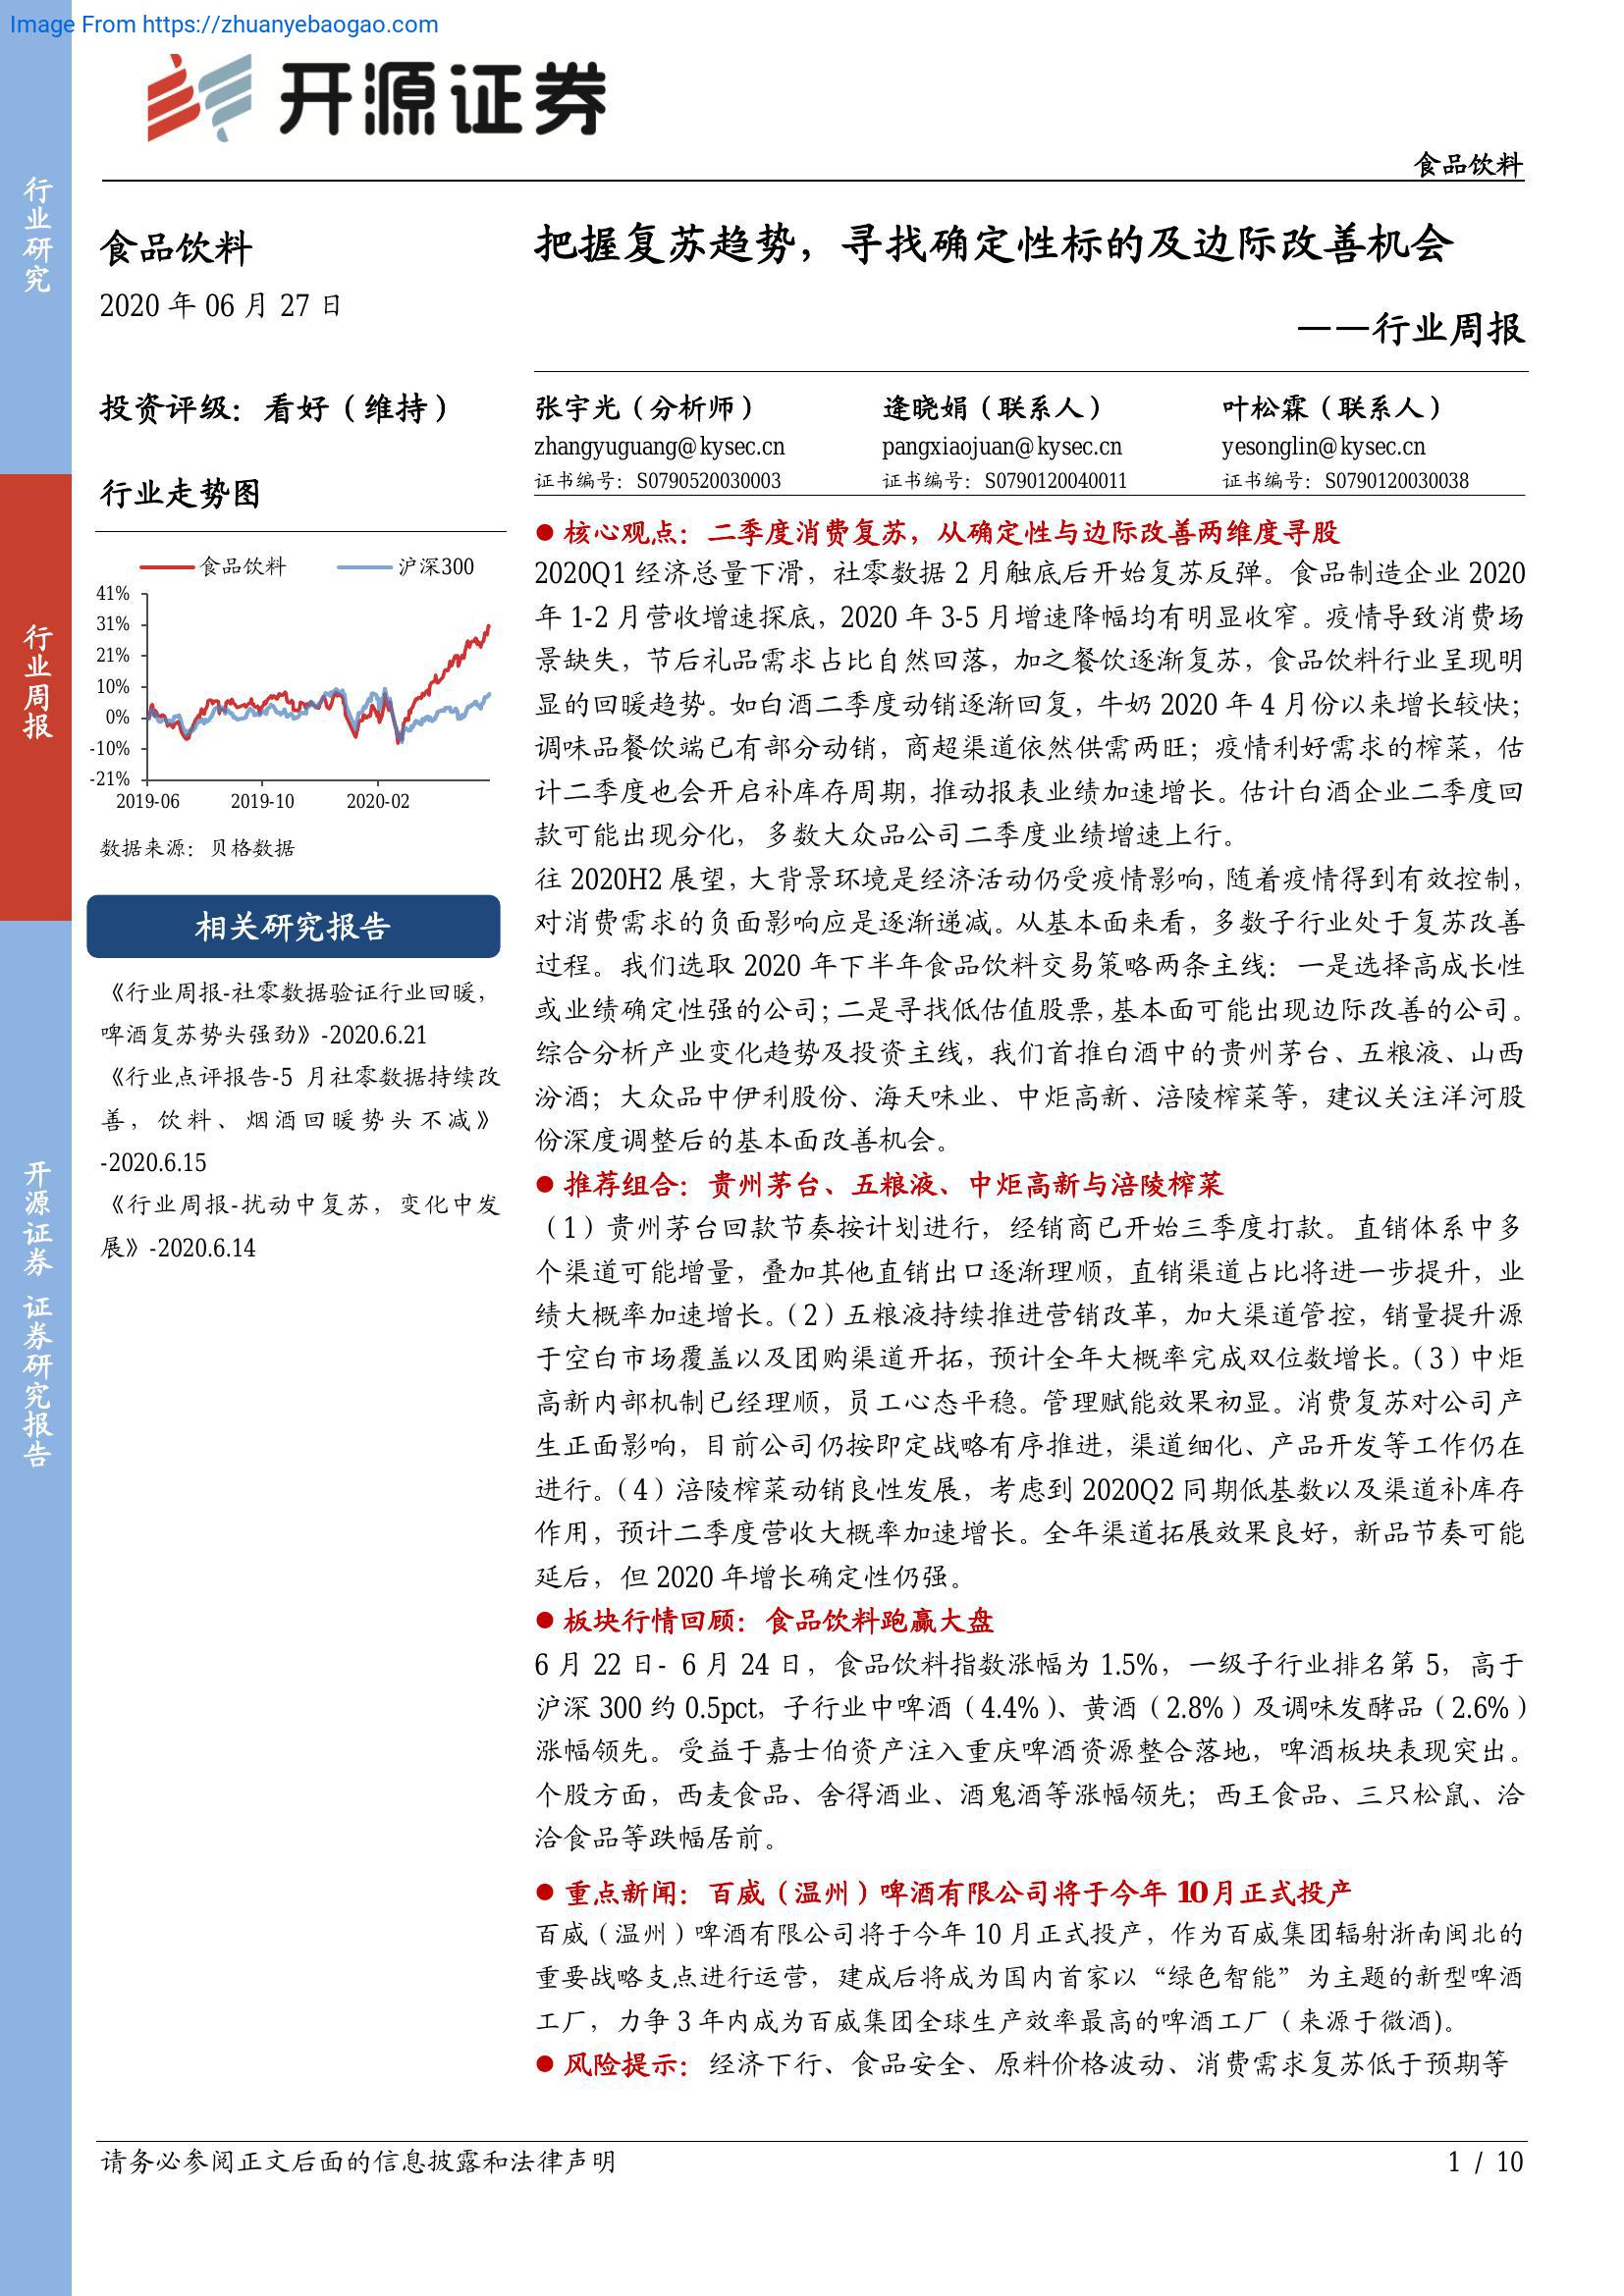 Image From https://zhuanyebaogao.com
开源证券
食品饮料
行业研究
行业周报
开源证券 证券研究报告
食品饮料
2020 年 06 月 27 日
投资评级：看好（维持）
行业走势图
食品饮料 沪深300
41%
31%
21%
10%
0%
-10%
-21%
2019-06 2019-10 2020-02
数据来源：贝格数据
相关研究报告
《行业周报-社零数据验证行业回暖，
啤酒复苏势头强劲》-2020.6.21
《行业点评报告-5 月社零数据持续改
善，饮料、烟酒回暖势头不减》
-2020.6.15
《行业周报-扰动中复苏，变化中发
展》-2020.6.14
把握复苏趋势，寻找确定性标的及边际改善机会
——行业周报
张宇光（分析师） 逄晓娟（联系人） 叶松霖（联系人）
zhangyuguang@kysec.cn pangxiaojuan@kysec.cn yesonglin@kysec.cn
证书编号：S0790520030003 证书编号：S0790120040011 证书编号：S0790120030038
● 核心观点：二季度消费复苏，从确定性与边际改善两维度寻股
2020Q1 经济总量下滑，社零数据 2 月触底后开始复苏反弹。食品制造企业 2020
年 1-2 月营收增速探底，2020 年 3-5 月增速降幅均有明显收窄。疫情导致消费场
景缺失，节后礼品需求占比自然回落，加之餐饮逐渐复苏，食品饮料行业呈现明
显的回暖趋势。如白酒二季度动销逐渐回复，牛奶 2020 年 4 月份以来增长较快；
调味品餐饮端已有部分动销，商超渠道依然供需两旺；疫情利好需求的榨菜，估
计二季度也会开启补库存周期，推动报表业绩加速增长。估计白酒企业二季度回
款可能出现分化，多数大众品公司二季度业绩增速上行。
往 2020H2 展望，大背景环境是经济活动仍受疫情影响，随着疫情得到有效控制，
对消费需求的负面影响应是逐渐递减。从基本面来看，多数子行业处于复苏改善
过程。我们选取 2020 年下半年食品饮料交易策略两条主线：一是选择高成长性
或业绩确定性强的公司；二是寻找低估值股票，基本面可能出现边际改善的公司。
综合分析产业变化趋势及投资主线，我们首推白酒中的贵州茅台、五粮液、山西
汾酒；大众品中伊利股份、海天味业、中炬高新、涪陵榨菜等，建议关注洋河股
份深度调整后的基本面改善机会。
● 推荐组合：贵州茅台、五粮液、中炬高新与涪陵榨菜
（1）贵州茅台回款节奏按计划进行，经销商已开始三季度打款。直销体系中多
个渠道可能增量，叠加其他直销出口逐渐理顺，直销渠道占比将进一步提升，业
绩大概率加速增长。（2）五粮液持续推进营销改革，加大渠道管控，销量提升源
于空白市场覆盖以及团购渠道开拓，预计全年大概率完成双位数增长。（3）中炬
高新内部机制已经理顺，员工心态平稳。管理赋能效果初显。消费复苏对公司产
生正面影响，目前公司仍按即定战略有序推进，渠道细化、产品开发等工作仍在
进行。（4）涪陵榨菜动销良性发展，考虑到 2020Q2 同期低基数以及渠道补库存
作用，预计二季度营收大概率加速增长。全年渠道拓展效果良好，新品节奏可能
延后，但 2020 年增长确定性仍强。
● 板块行情回顾：食品饮料跑赢大盘
6 月 22 日- 6 月 24 日，食品饮料指数涨幅为 1.5%，一级子行业排名第 5，高于
沪深 300 约 0.5pct，子行业中啤酒（4.4%）、黄酒（2.8%）及调味发酵品（2.6%）
涨幅领先。受益于嘉士伯资产注入重庆啤酒资源整合落地，啤酒板块表现突出。
个股方面，西麦食品、舍得酒业、酒鬼酒等涨幅领先；西王食品、三只松鼠、洽
洽食品等跌幅居前。
● 重点新闻：百威（温州）啤酒有限公司将于今年 10月正式投产
百威（温州）啤酒有限公司将于今年 10 月正式投产，作为百威集团辐射浙南闽北的
重要战略支点进行运营，建成后将成为国内首家以“绿色智能”为主题的新型啤酒
工厂，力争 3 年内成为百威集团全球生产效率最高的啤酒工厂（来源于微酒)。
● 风险提示：经济下行、食品安全、原料价格波动、消费需求复苏低于预期等
请务必参阅正文后面的信息披露和法律声明 1 / 10